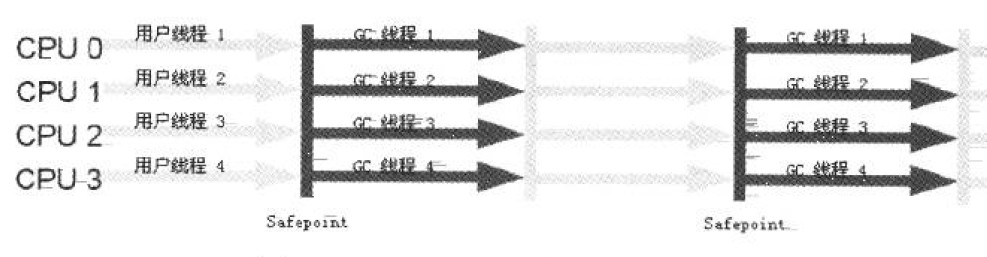 CPU 0 用户线程 1 GC 线程 1 GC 线程 1
CPU 1 用户线程 2 GC 线程 2 GC 线程 2
CPU 2 用户线程 3 GC 线程 3 GC 线程 3
CPU 3 用户线程 4 GC 线程 4 GC 线程 4
Safepoint Safepoint